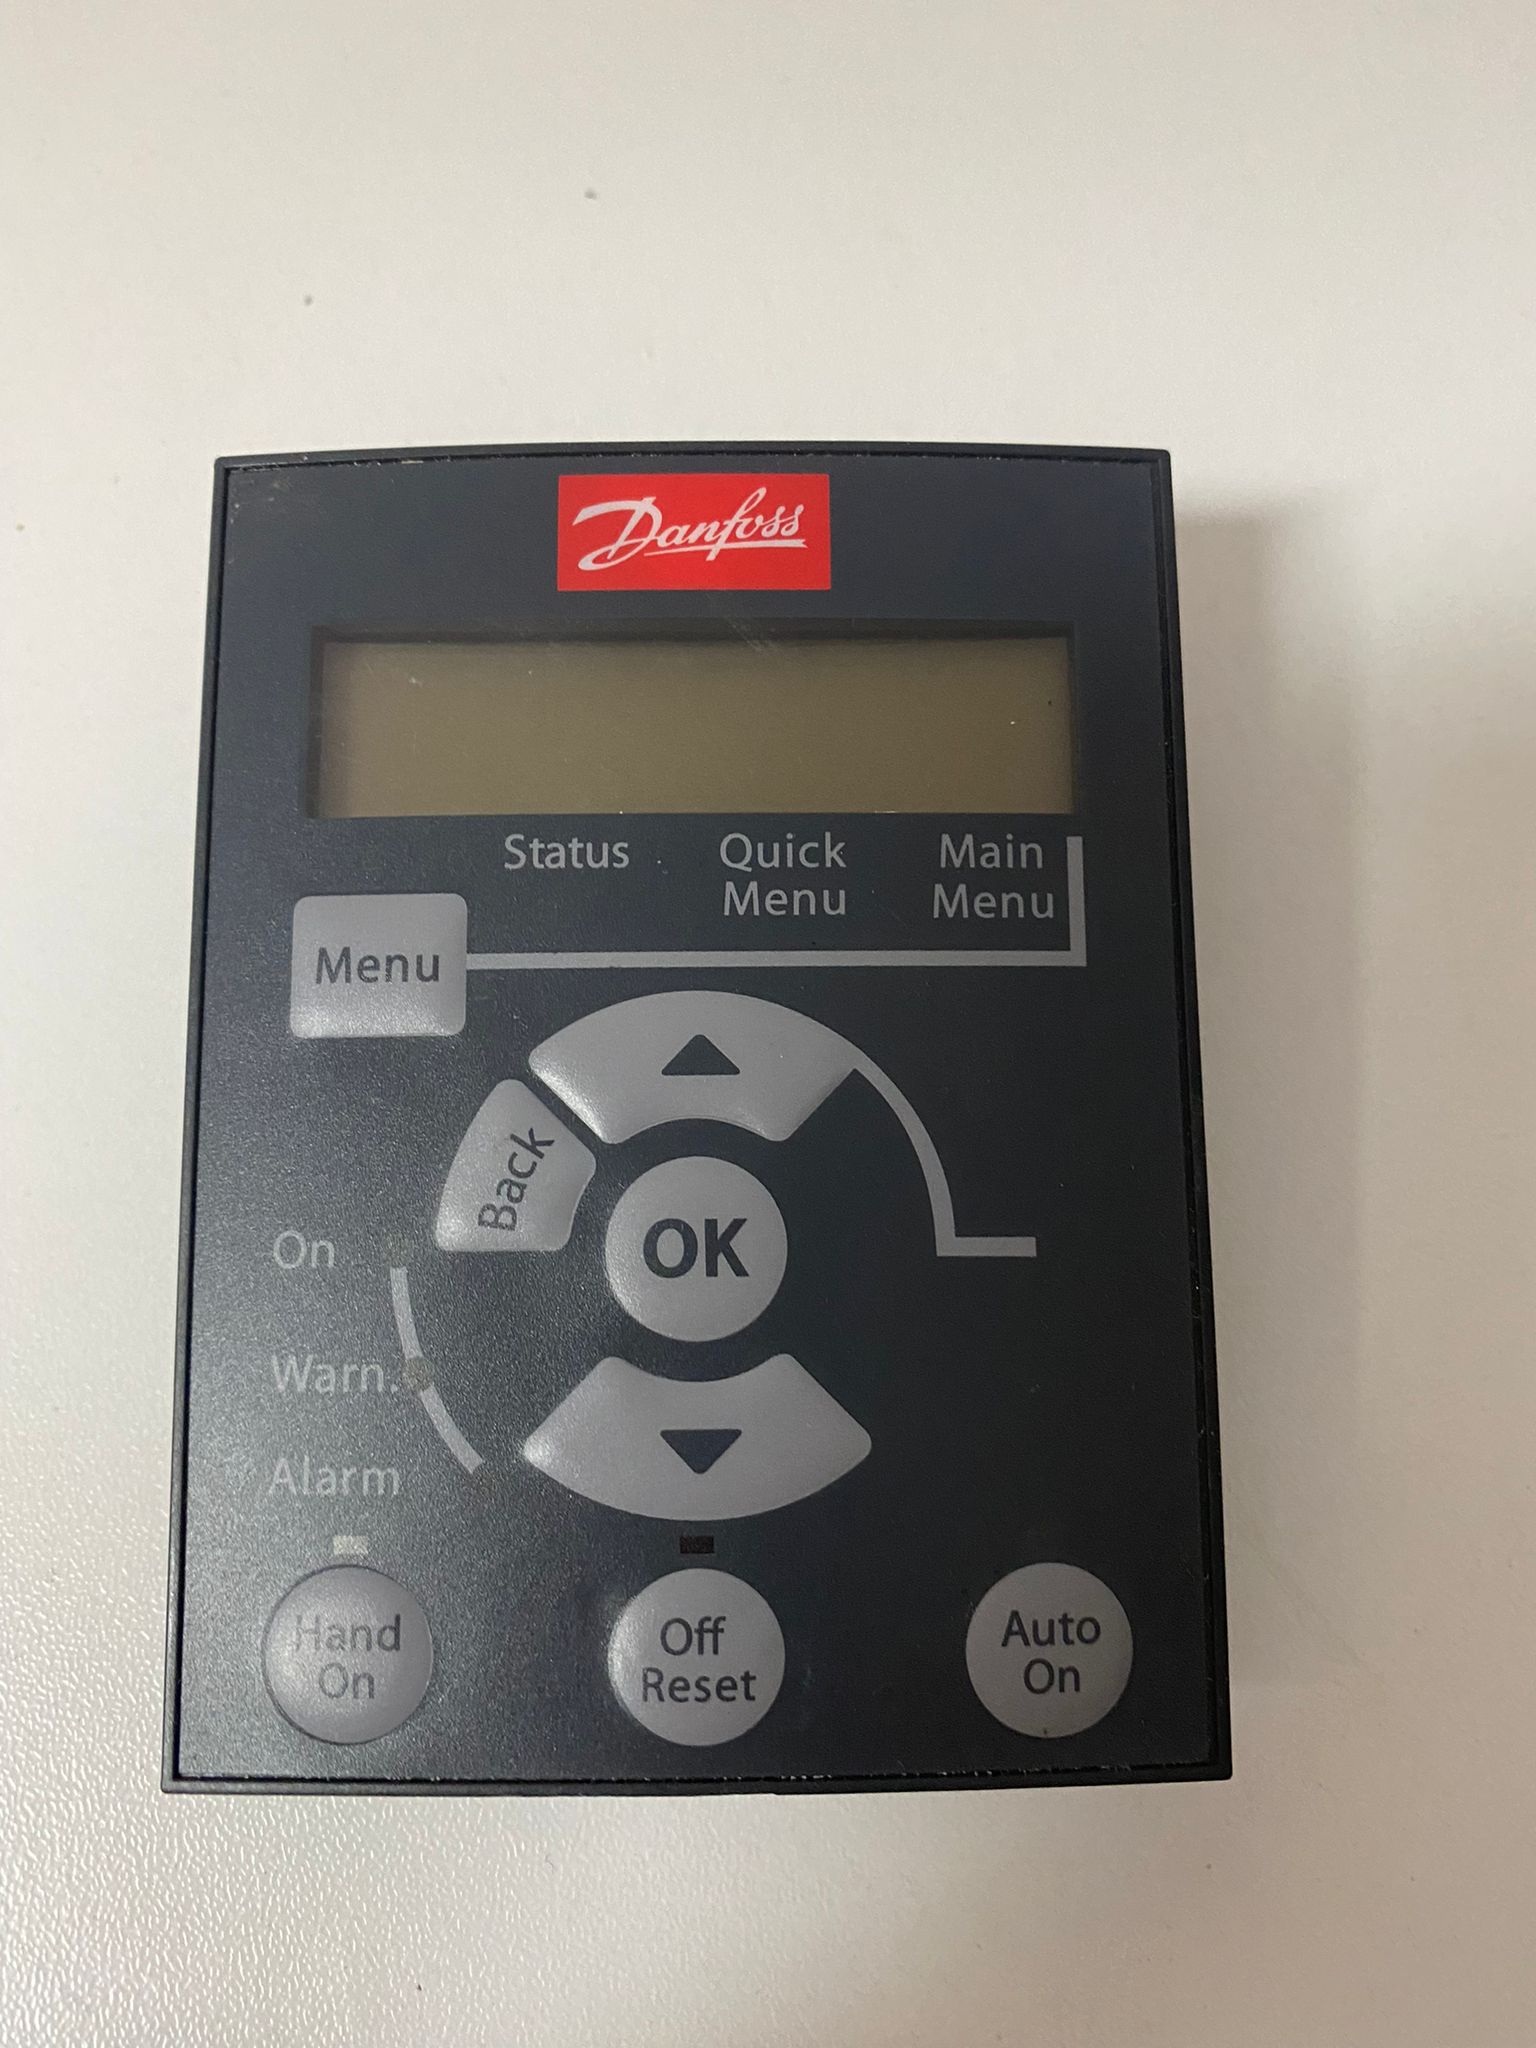 Danfoss
Status Quick Main
Menu Menu
Menu
Back
OK
On
Warn.
Alarm
Hand Off Auto
On Reset On